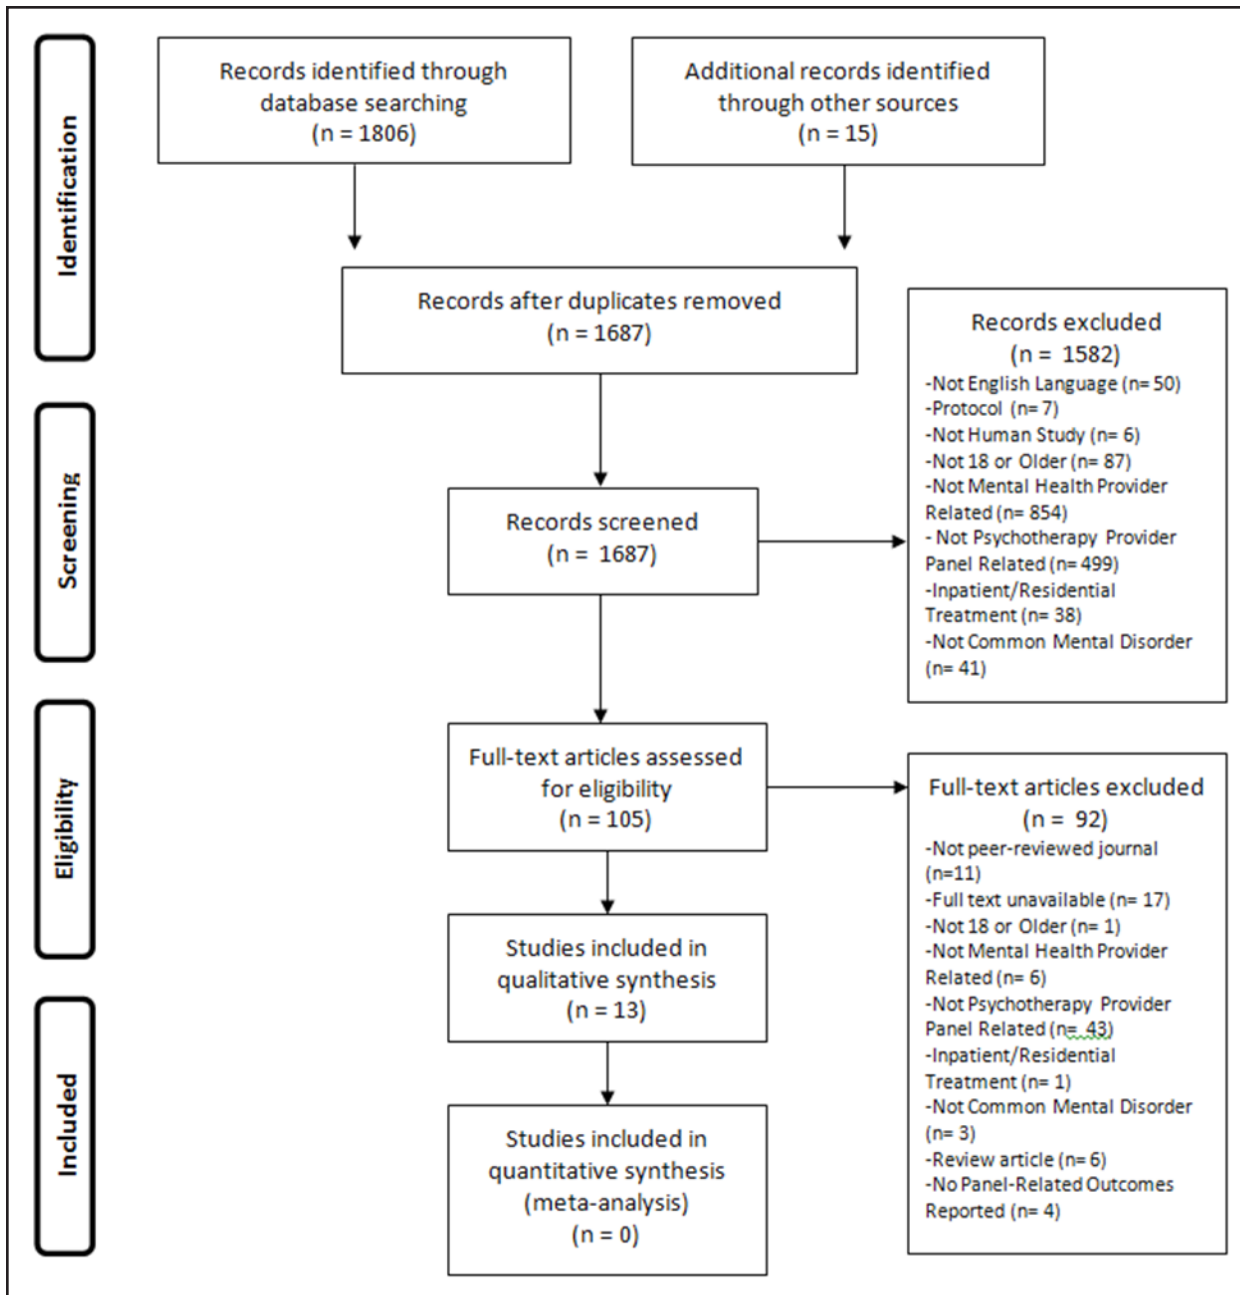 Identification
Records identified through
database searching
(n = 1806)
Additional records identified
through other sources
(n = 15)
Records after duplicates removed
(n = 1687)
Screening
Records screened
(n = 1687)
Records excluded
(n = 1582)
-Not English Language (n= 50)
-Protocol (n= 7)
-Not Human Study (n= 6)
-Not 18 or Older (n= 87)
-Not Mental Health Provider
Related (n= 854)
- Not Psychotherapy Provider
Panel Related (n= 499)
-Inpatient/Residential
Treatment (n= 38)
-Not Common Mental Disorder
(n= 41)
Eligibility
Full-text articles assessed
for eligibility
(n = 105)
Full-text articles excluded
(n = 92)
-Not peer-reviewed journal
(n=11)
-Full text unavailable (n= 17)
-Not 18 or Older (n= 1)
-Not Mental Health Provider
Related (n= 6)
-Not Psychotherapy Provider
Panel Related (n= 43)
-Inpatient/Residential
Treatment (n= 1)
-Not Common Mental Disorder
(n= 3)
-Review article (n= 6)
-No Panel-Related Outcomes
Reported (n= 4)
Studies included in
qualitative synthesis
(n = 13)
Included
Studies included in
quantitative synthesis
(meta-analysis)
(n = 0)